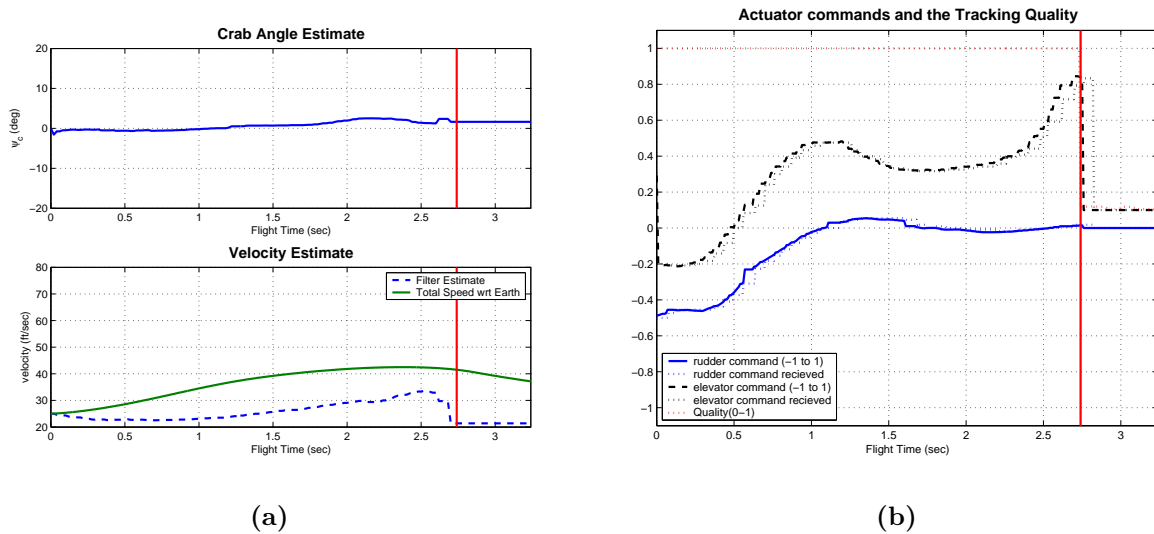 Crab Angle Estimate
20
10
0
−10
−20
ψ_c (deg)
0 0.5 1 1.5 2 2.5 3
Flight Time (sec)
Velocity Estimate
80
70
60
50
40
30
20
velocity (ft/sec)
Filter Estimate
Total Speed wrt Earth
0 0.5 1 1.5 2 2.5 3
Flight Time (sec)
(a)
Actuator commands and the Tracking Quality
1
0.8
0.6
0.4
0.2
0
−0.2
−0.4
−0.6
−0.8
−1
rudder command (−1 to 1)
rudder command recieved
elevator command (−1 to 1)
elevator command recieved
Quality(0−1)
0 0.5 1 1.5 2 2.5 3
Flight Time (sec)
(b)